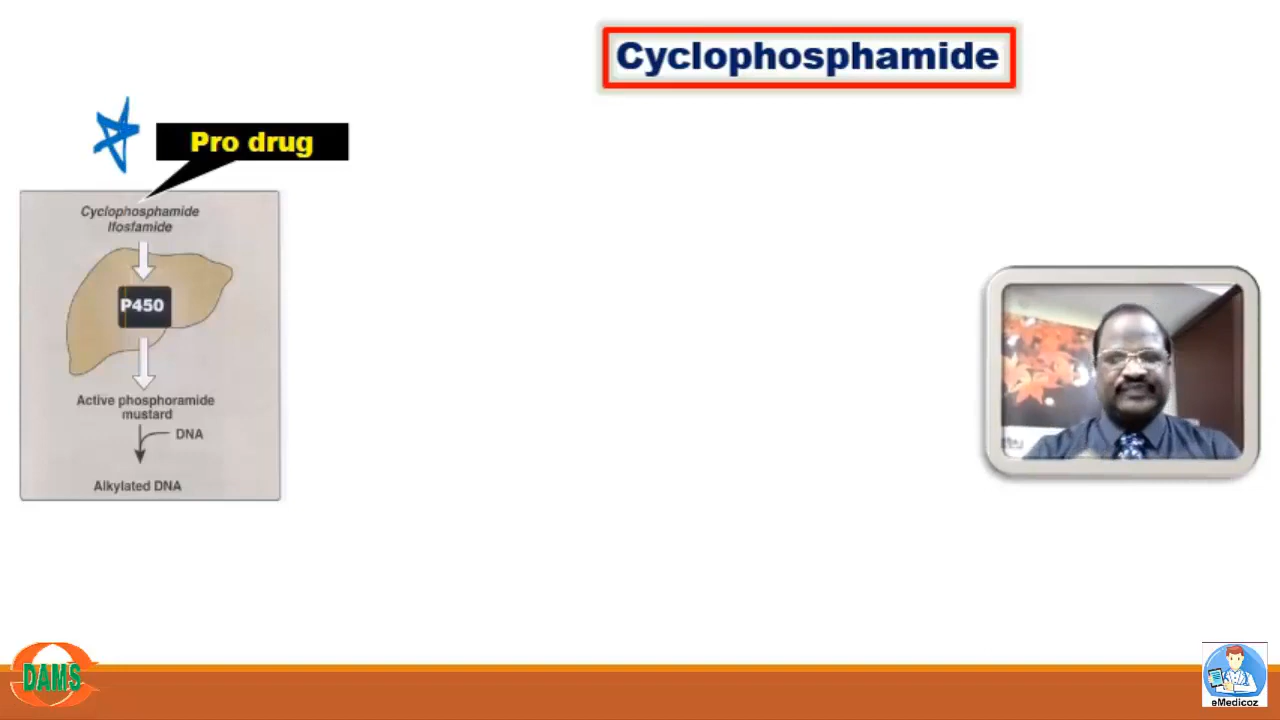 Cyclophosphamide
Pro drug
Cyclophosphamide
Ifosfamide
P450
Active phosphoramide
mustard
DNA
Alkylated DNA
DAMS
eMedicoz